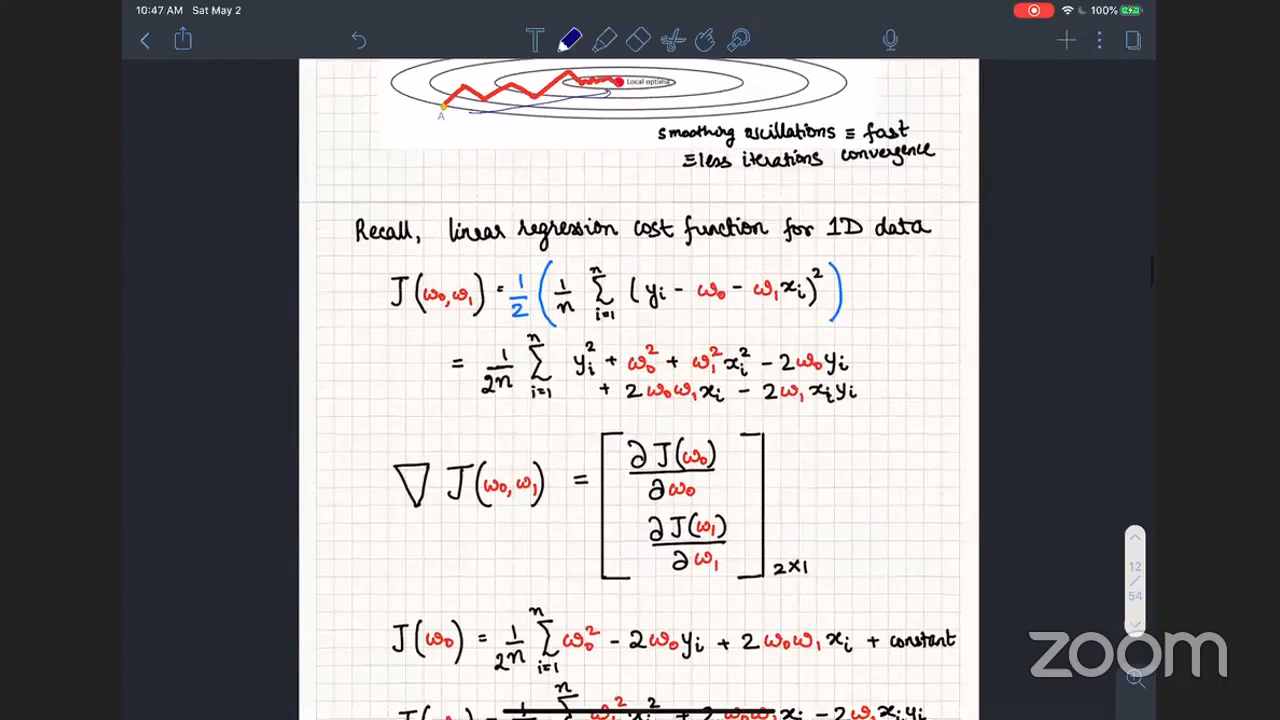 10:47 AM Sat May 2
100%
Local optima
A
smoothing oscillations ≡ fast
≡ less iterations convergence
Recall, linear regression cost function for 1D data
J(ω₀,ω₁) = 1/2 ( 1/n Σ_{i=1}^{n} (yᵢ - ω₀ - ω₁xᵢ)² )
= 1/2n Σ_{i=1}^{n} yᵢ² + ω₀² + ω₁²xᵢ² - 2ω₀yᵢ
+ 2ω₀ω₁xᵢ - 2ω₁xᵢyᵢ
∇ J(ω₀,ω₁) = [ ∂J(ω₀)/∂ω₀
∂J(ω₁)/∂ω₁ ] 2×1
J(ω₀) = 1/2n Σ_{i=1}^{n} ω₀² - 2ω₀yᵢ + 2ω₀ω₁xᵢ + constant
12
/
54
zoom